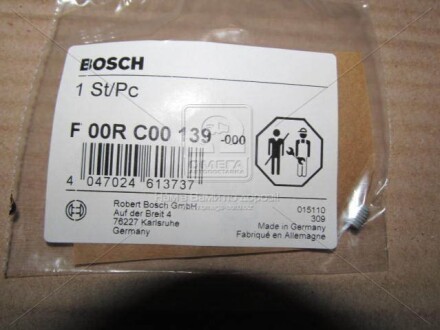 BOSCH
1 St/Pc
F 00R C00 139 -000
ОМЕГА
4 047024 613737
Robert Bosch GmbH
Auf der Breit 4
76227 Karlsruhe
Germany
015110
309
Made in Germany
Fabriqué en Allemagne